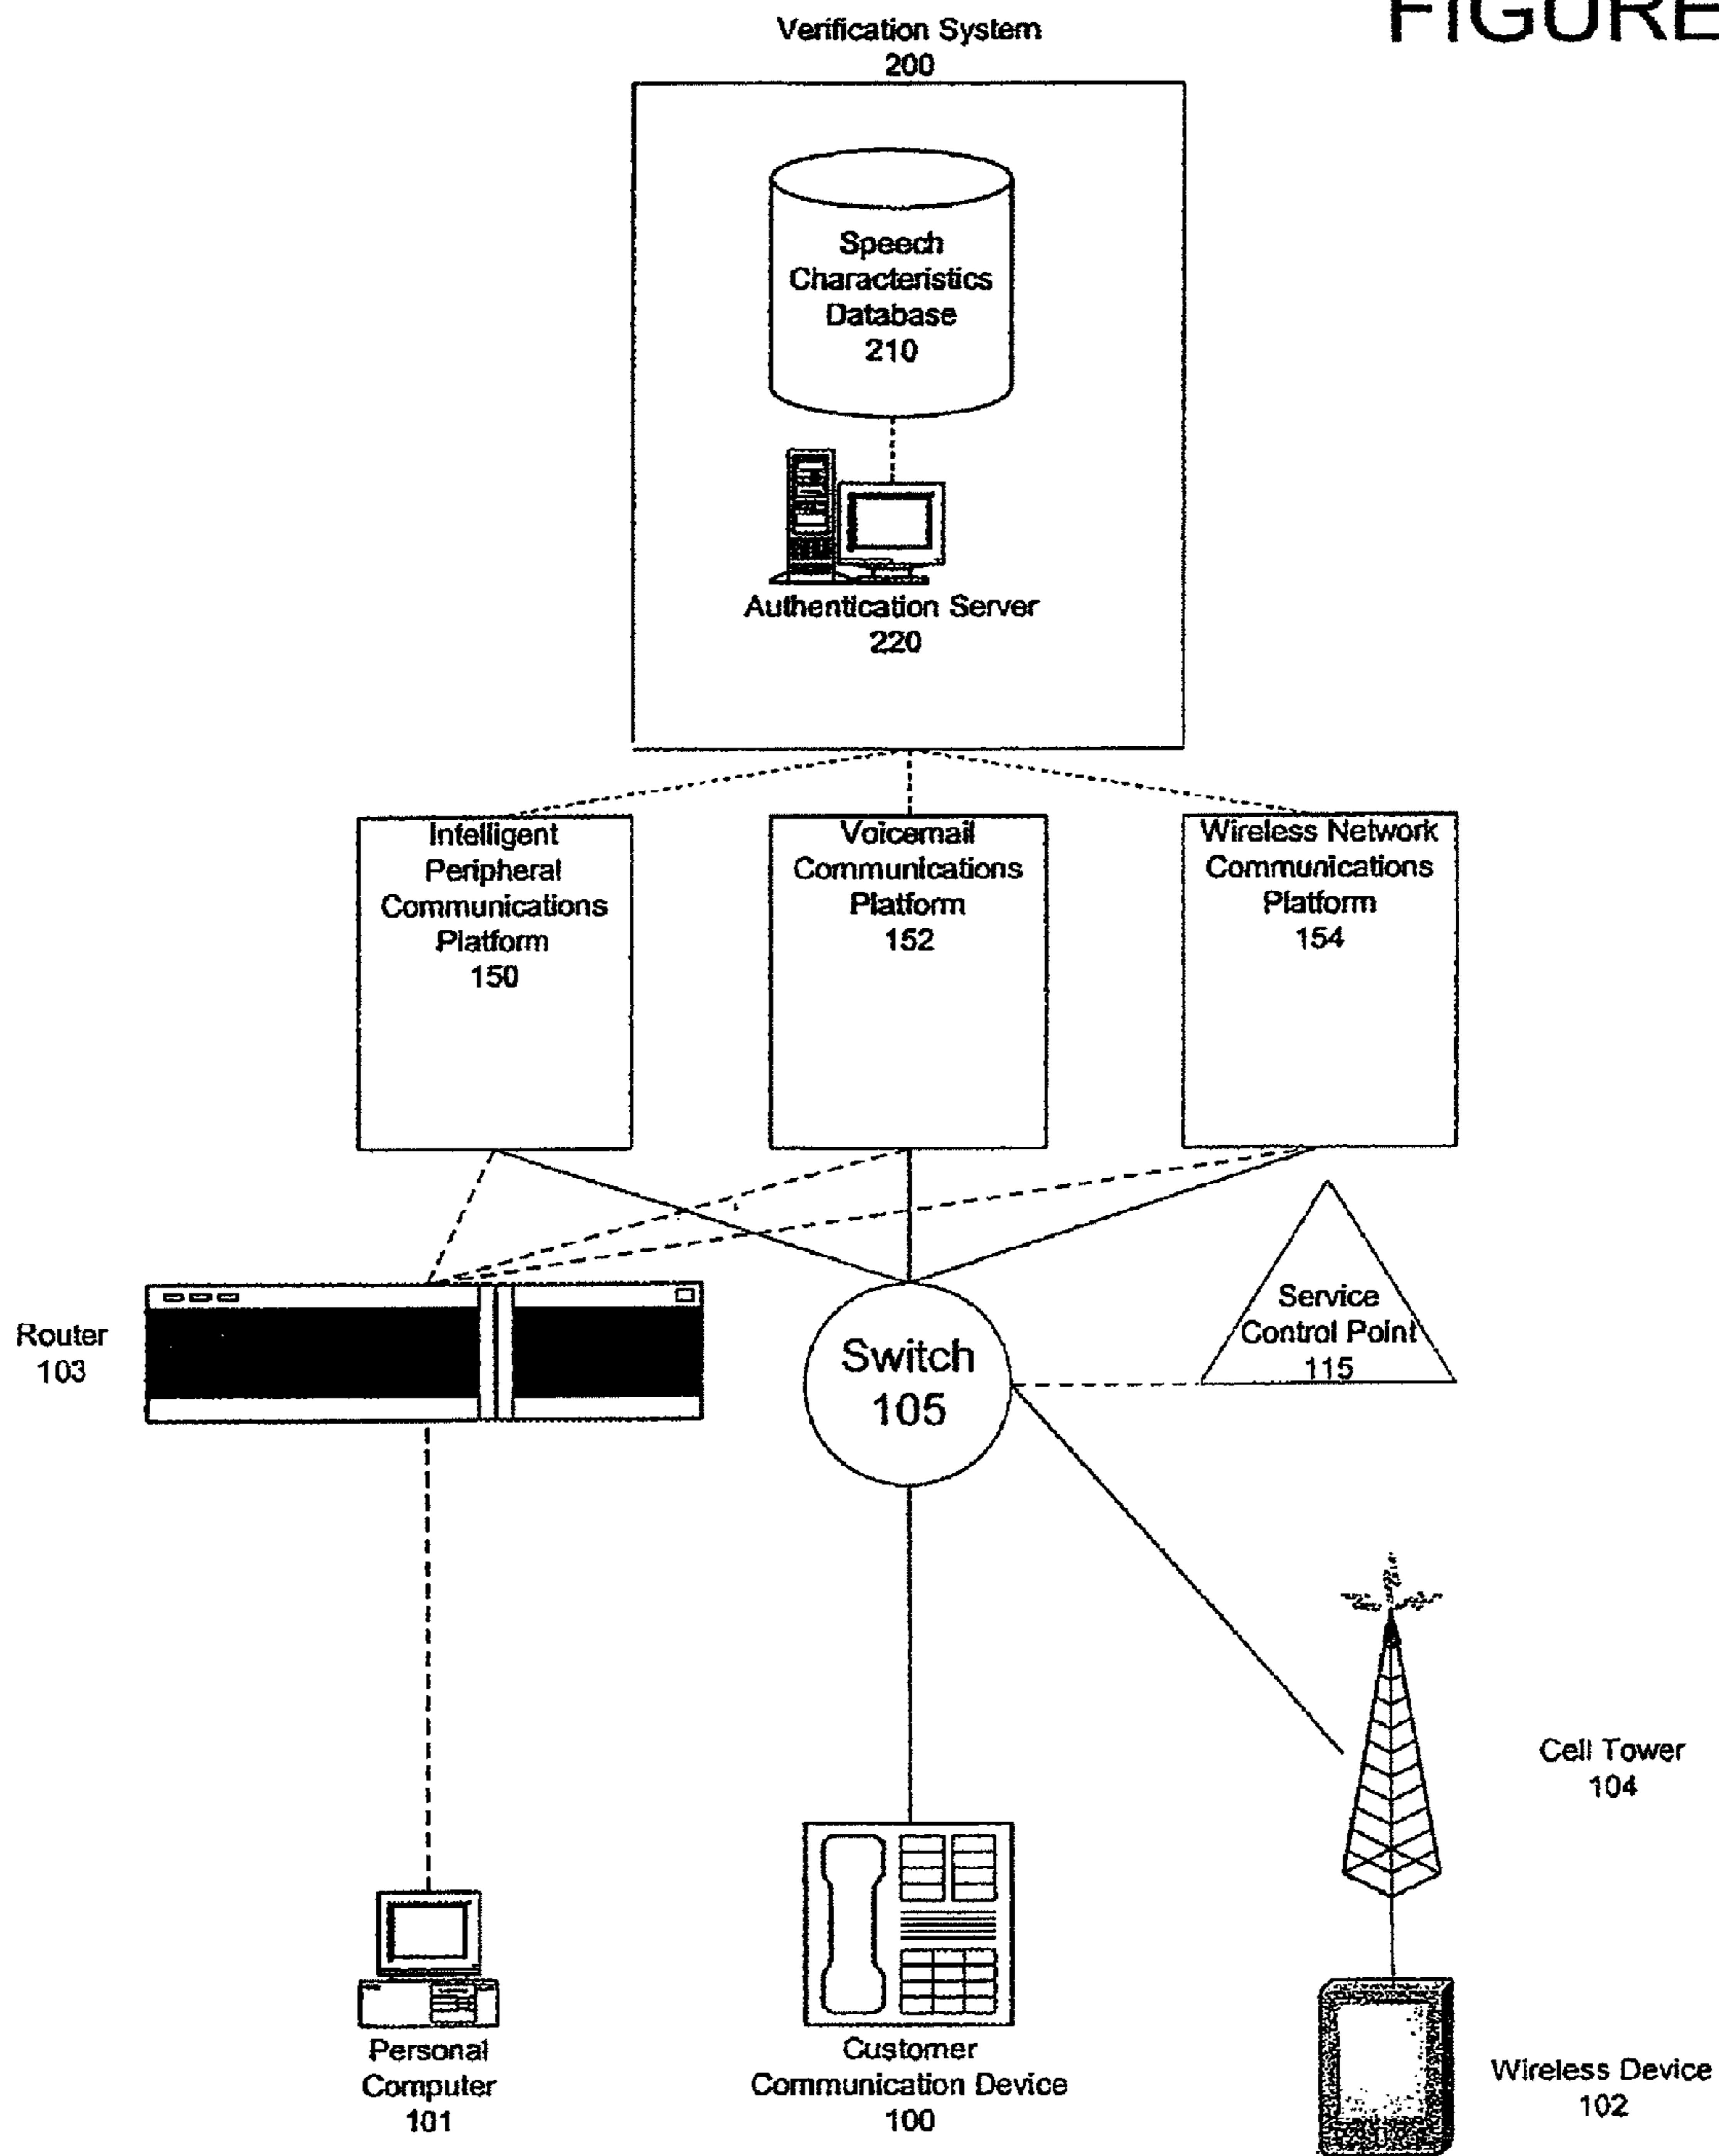 FIGURE
Verification System
200
Speech
Characteristics
Database
210
Authentication Server
220
Intelligent
Peripheral
Communications
Platform
150
Voicemail
Communications
Platform
152
Wireless Network
Communications
Platform
154
Router
103
Switch
105
Service
Control Point
115
Cell Tower
104
Personal
Computer
101
Customer
Communication Device
100
Wireless Device
102